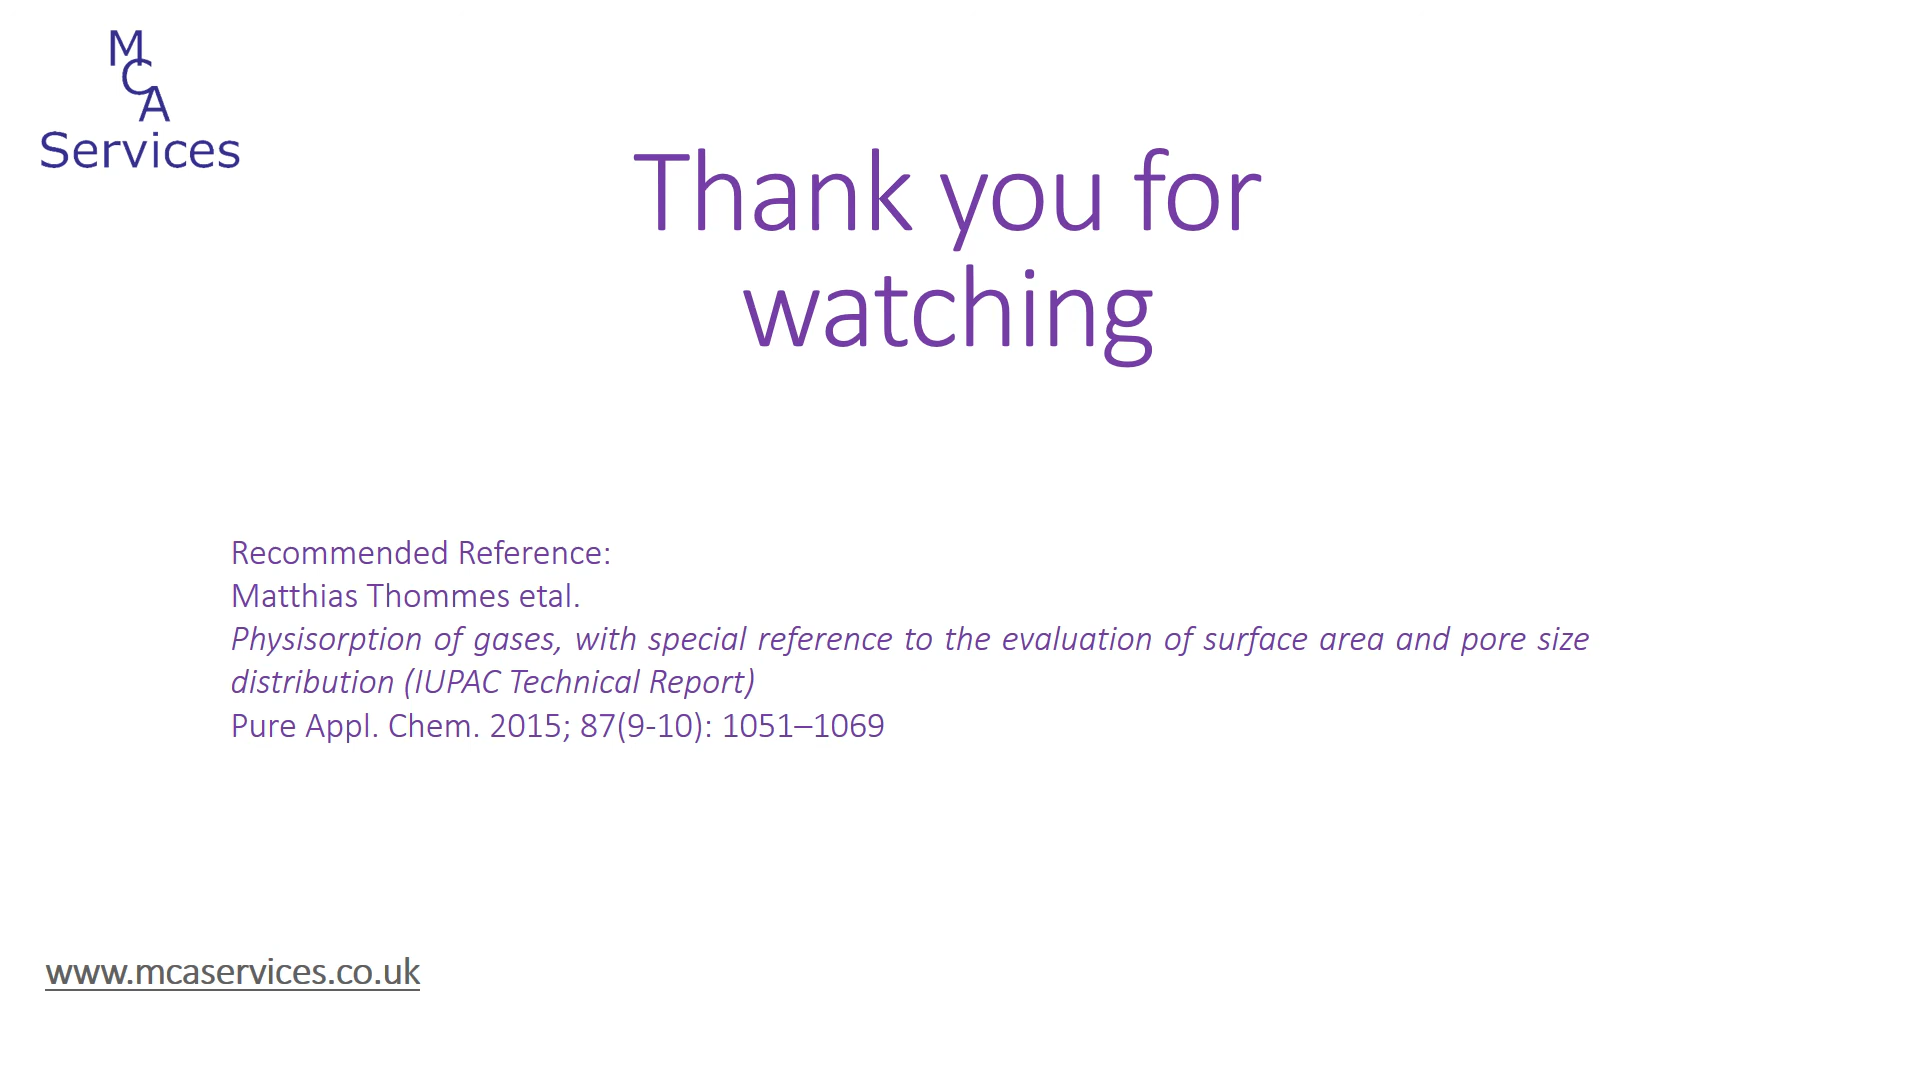 M
C
A
Services
Thank you for
watching
Recommended Reference:
Matthias Thommes etal.
Physisorption of gases, with special reference to the evaluation of surface area and pore size
distribution (IUPAC Technical Report)
Pure Appl. Chem. 2015; 87(9-10): 1051–1069
www.mcaservices.co.uk